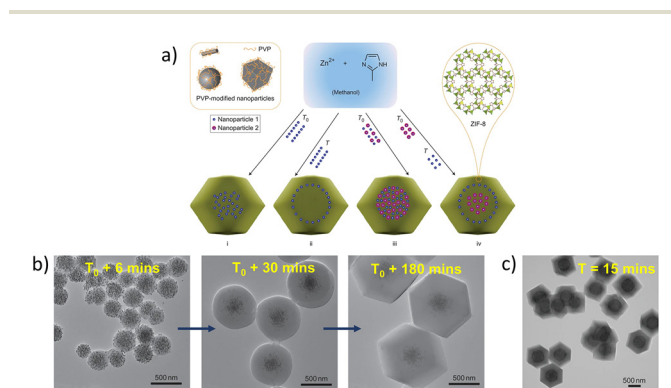 a)
PVP
PVP-modified nanoparticles
Nanoparticle 1
Nanoparticle 2
Zn²⁺ + N NH
(Methanol)
ZIF-8
T₀
T
T₀
T₀
T
i
ii
iii
iv
b)
T₀ + 6 mins
500 nm
T₀ + 30 mins
500 nm
T₀ + 180 mins
500 nm
c)
T = 15 mins
500 nm